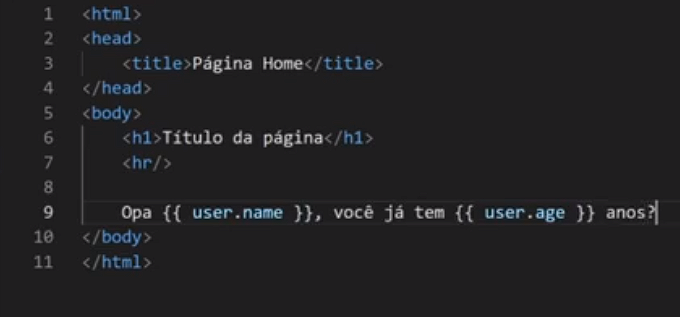 1 <html>
2 <head>
3 <title>Página Home</title>
4 </head>
5 <body>
6 <h1>Título da página</h1>
7 <hr/>
8
9 Opa {{ user.name }}, você já tem {{ user.age }} anos?
10 </body>
11 </html>